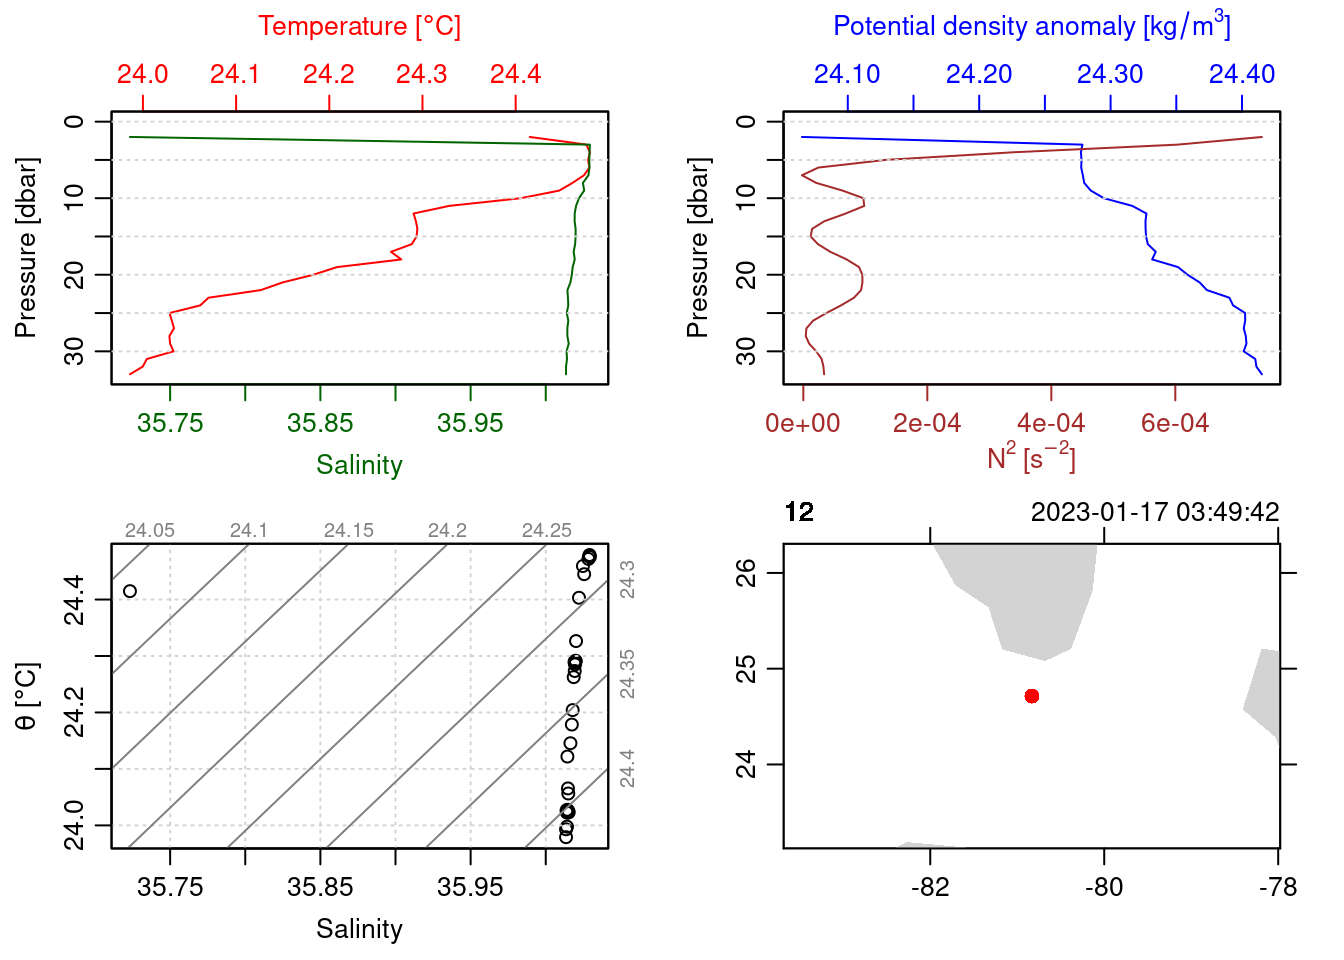 Temperature [°C]
24.0 24.1 24.2 24.3 24.4
Pressure [dbar]
0
10
20
30
35.75 35.85 35.95
Salinity
Potential density anomaly [kg/m³]
24.10 24.20 24.30 24.40
Pressure [dbar]
0
10
20
30
0e+00 2e-04 4e-04 6e-04
N² [s⁻²]
24.05 24.1 24.15 24.2 24.25
24.3
24.35
24.4
θ [°C]
24.4
24.2
24.0
35.75 35.85 35.95
Salinity
12 2023-01-17 03:49:42
26
25
24
-82 -80 -78